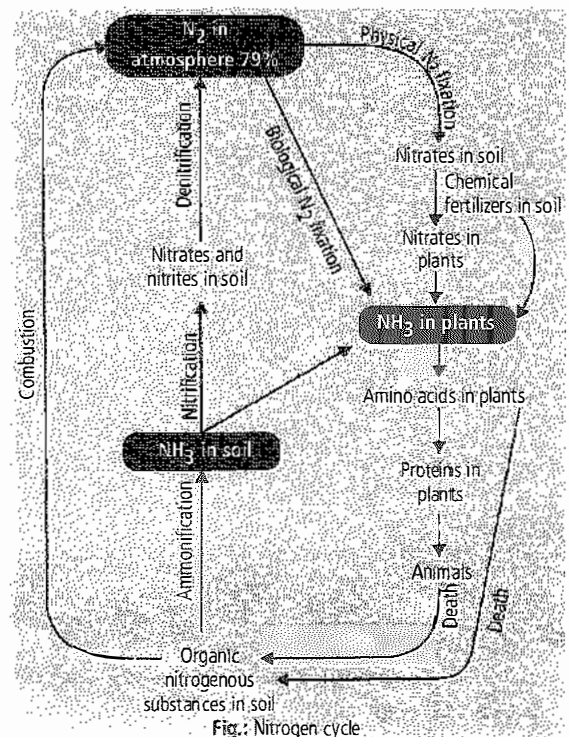 N₂ in
atmosphere 79%
Physical N₂ fixation
Denitrification
Biological N₂ fixation
Nitrates in soil
Chemical
fertilizers in soil
Nitrates in
plants
Nitrates and
nitrites in soil
NH₃ in plants
Combustion
Nitrification
Amino acids in plants
NH₃ in soil
Proteins in
plants
Ammonification
Animals
Death
Death
Organic
nitrogenous
substances in soil
Fig.: Nitrogen cycle